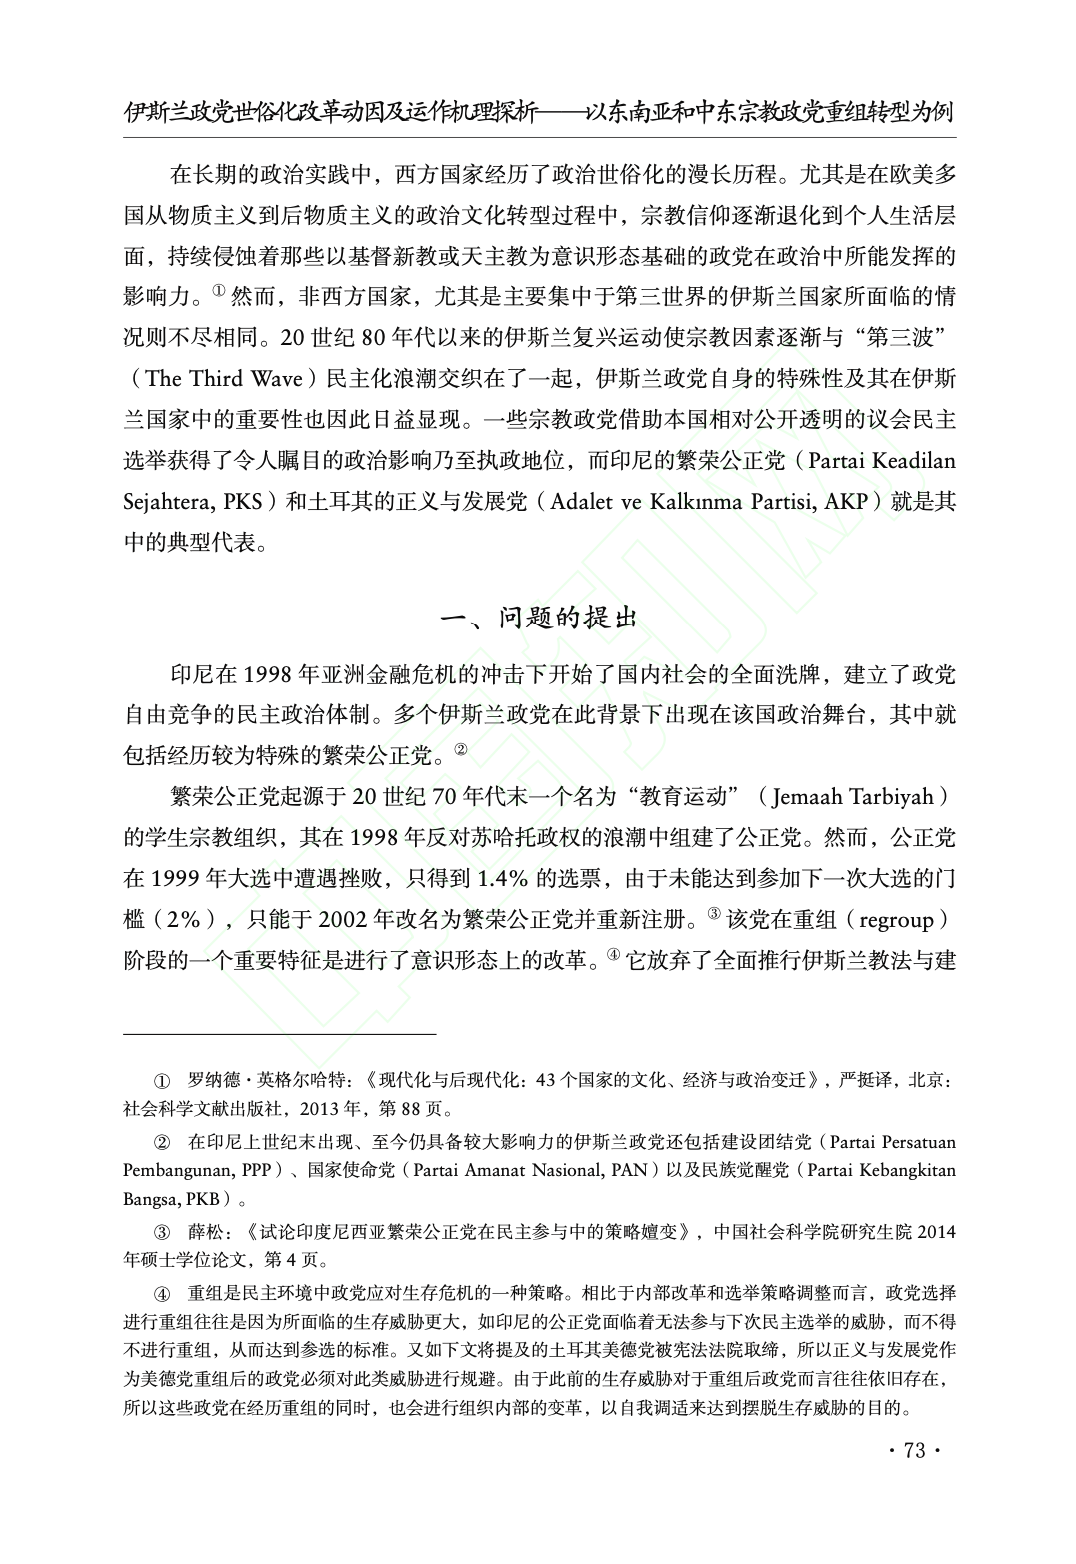 伊斯兰政党世俗化改革动因及运作机理探析——以东南亚和中东宗教政党重组转型为例
在长期的政治实践中，西方国家经历了政治世俗化的漫长历程。尤其是在欧美多
国从物质主义到后物质主义的政治文化转型过程中，宗教信仰逐渐退化到个人生活层
面，持续侵蚀着那些以基督新教或天主教为意识形态基础的政党在政治中所能发挥的
影响力。① 然而，非西方国家，尤其是主要集中于第三世界的伊斯兰国家所面临的情
况则不尽相同。20 世纪 80 年代以来的伊斯兰复兴运动使宗教因素逐渐与“第三波”
（The Third Wave）民主化浪潮交织在了一起，伊斯兰政党自身的特殊性及其在伊斯
兰国家中的重要性也因此日益显现。一些宗教政党借助本国相对公开透明的议会民主
选举获得了令人瞩目的政治影响乃至执政地位，而印尼的繁荣公正党（Partai Keadilan
Sejahtera, PKS）和土耳其的正义与发展党（Adalet ve Kalkınma Partisi, AKP）就是其
中的典型代表。
一、问题的提出
印尼在 1998 年亚洲金融危机的冲击下开始了国内社会的全面洗牌，建立了政党
自由竞争的民主政治体制。多个伊斯兰政党在此背景下出现在该国政治舞台，其中就
包括经历较为特殊的繁荣公正党。②
繁荣公正党起源于 20 世纪 70 年代末一个名为“教育运动”（Jemaah Tarbiyah）
的学生宗教组织，其在 1998 年反对苏哈托政权的浪潮中组建了公正党。然而，公正党
在 1999 年大选中遭遇挫败，只得到 1.4% 的选票，由于未能达到参加下一次大选的门
槛（2%），只能于 2002 年改名为繁荣公正党并重新注册。③ 该党在重组（regroup）
阶段的一个重要特征是进行了意识形态上的改革。④ 它放弃了全面推行伊斯兰教法与建
① 罗纳德·英格尔哈特：《现代化与后现代化：43 个国家的文化、经济与政治变迁》，严挺译，北京：
社会科学文献出版社，2013 年，第 88 页。
② 在印尼上世纪末出现、至今仍具备较大影响力的伊斯兰政党还包括建设团结党（Partai Persatuan
Pembangunan, PPP）、国家使命党（Partai Amanat Nasional, PAN）以及民族觉醒党（Partai Kebangkitan
Bangsa, PKB）。
③ 薛松：《试论印度尼西亚繁荣公正党在民主参与中的策略嬗变》，中国社会科学院研究生院 2014
年硕士学位论文，第 4 页。
④ 重组是民主环境中政党应对生存危机的一种策略。相比于内部改革和选举策略调整而言，政党选择
进行重组往往是因为所面临的生存威胁更大，如印尼的公正党面临着无法参与下次民主选举的威胁，而不得
不进行重组，从而达到参选的标准。又如下文将提及的土耳其美德党被宪法法院取缔，所以正义与发展党作
为美德党重组后的政党必须对此类威胁进行规避。由于此前的生存威胁对于重组后政党而言往往依旧存在，
所以这些政党在经历重组的同时，也会进行组织内部的变革，以自我调适来达到摆脱生存威胁的目的。
· 73 ·
中国知网